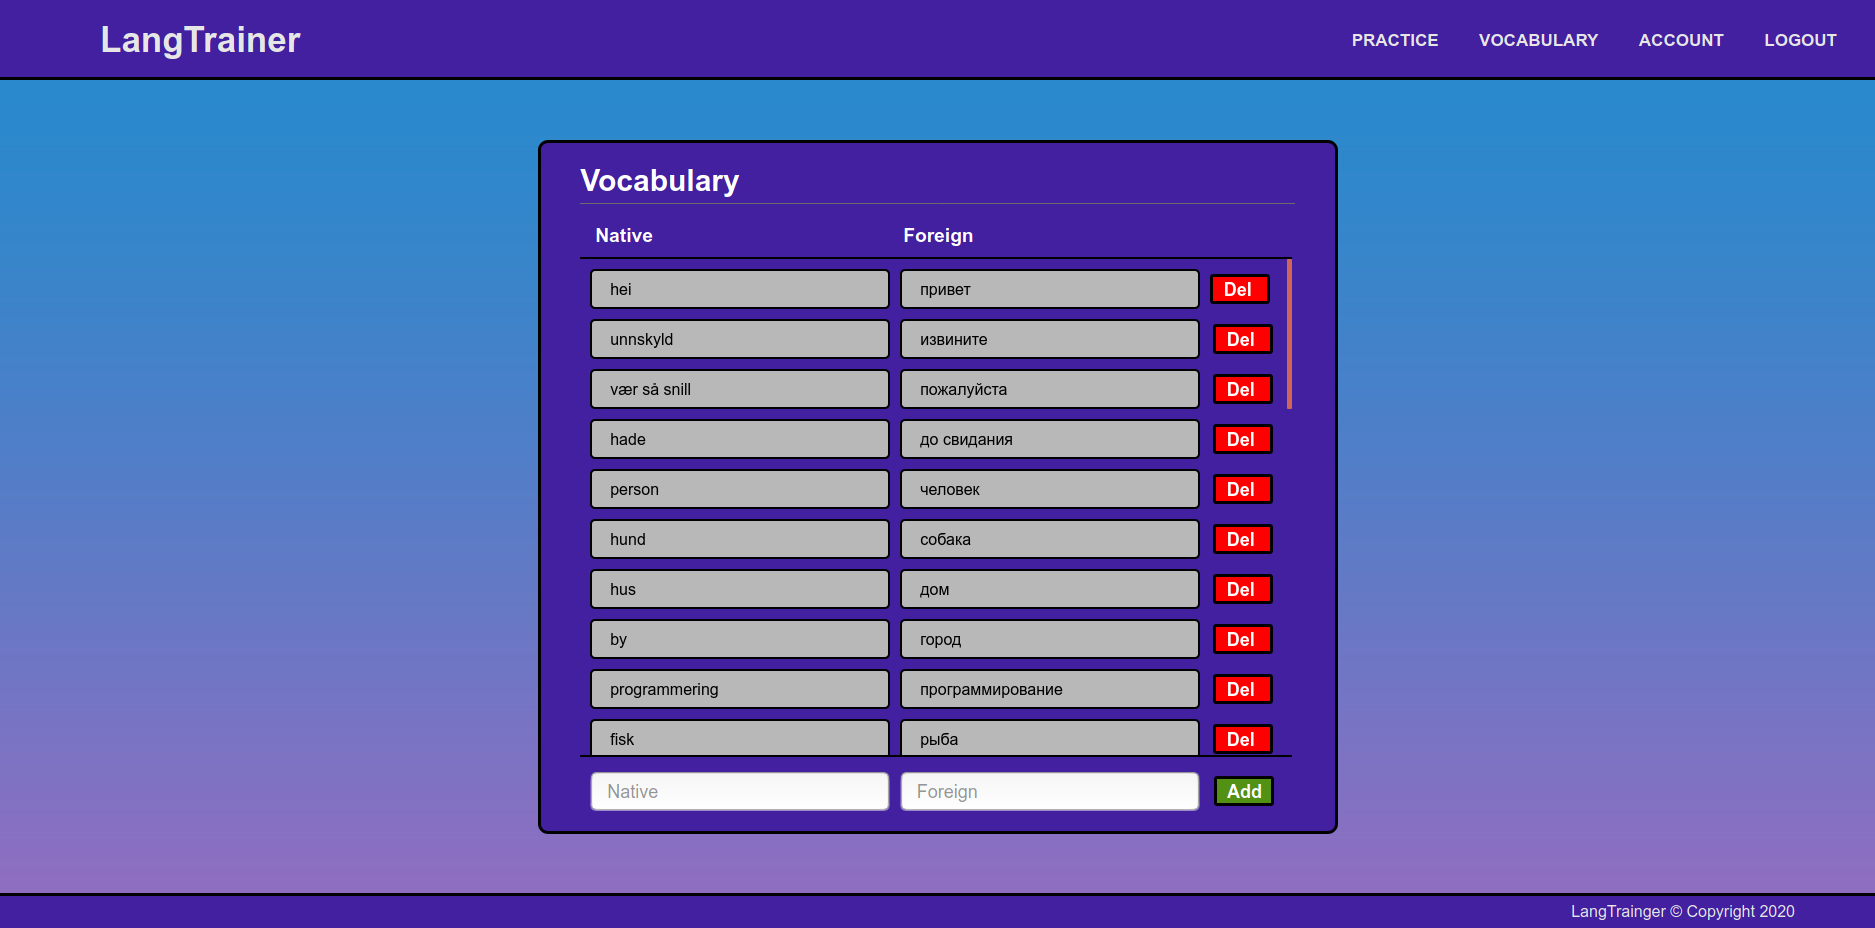 LangTrainer
PRACTICE VOCABULARY ACCOUNT LOGOUT
Vocabulary
Native Foreign
hei привет Del
unnskyld извините Del
vær så snill пожалуйста Del
hade до свидания Del
person человек Del
hund собака Del
hus дом Del
by город Del
programmering программирование Del
fisk рыба Del
Native Foreign Add
LangTrainger © Copyright 2020